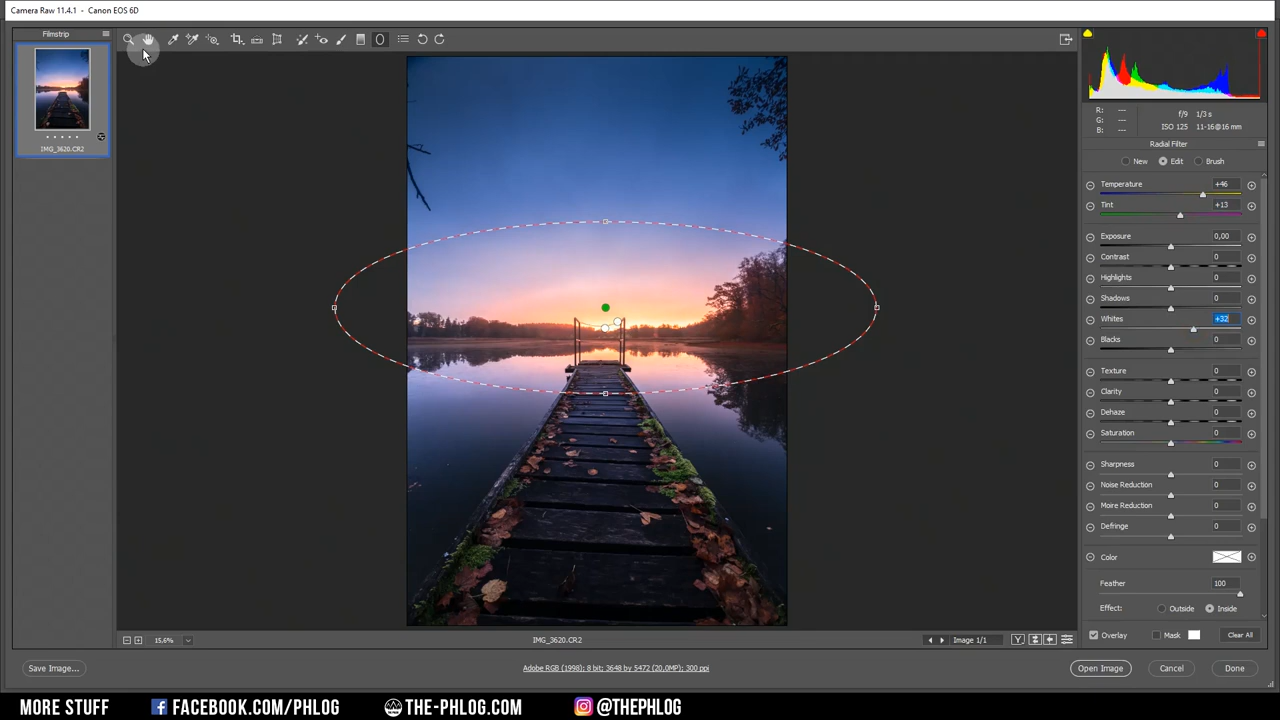 Camera Raw 11.4.1 - Canon EOS 6D
Filmstrip
IMG_3620.CR2
R: ---
G: ---
B: ---
f/9 1/3 s
ISO 125 11-16@16 mm
Radial Filter
New Edit Brush
Temperature +46
Tint +13
Exposure 0,00
Contrast 0
Highlights 0
Shadows 0
Whites +32
Blacks 0
Texture 0
Clarity 0
Dehaze 0
Saturation 0
Sharpness 0
Noise Reduction 0
Moire Reduction 0
Defringe 0
Color
Feather 100
Effect: Outside Inside
15.6% IMG_3620.CR2 Image 1/1 Y
Overlay Mask Clear All
Save Image... Adobe RGB (1998); 8 bit; 3648 by 5472 (20,0MP); 300 ppi Open Image Cancel Done
MORE STUFF FACEBOOK.COM/PHLOG THE-PHLOG.COM @THEPHLOG